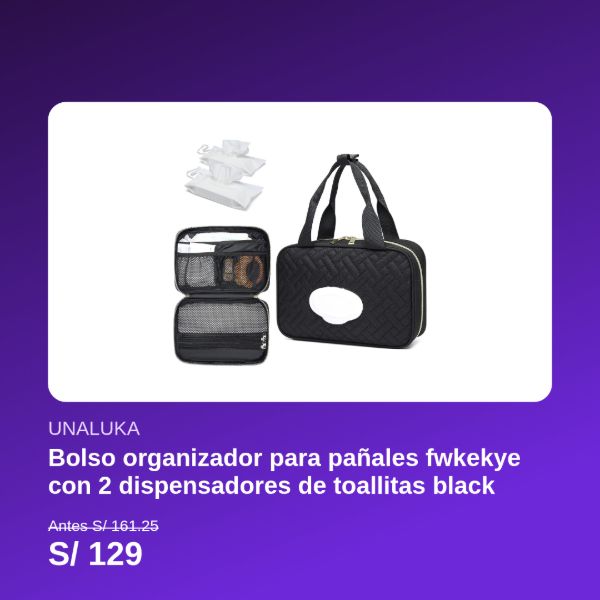 UNALUKA
Bolso organizador para pañales fwkekye
con 2 dispensadores de toallitas black
Antes S/ 161.25
S/ 129